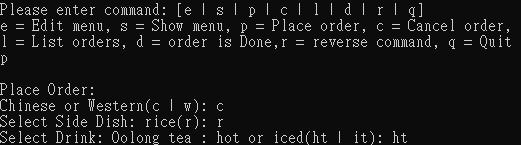 Please enter command: [e | s | p | c | l | d | r | q]
e = Edit menu, s = Show menu, p = Place order, c = Cancel order,
l = List orders, d = order is Done,r = reverse command, q = Quit
p
Place Order:
Chinese or Western(c | w): c
Select Side Dish: rice(r): r
Select Drink: Oolong tea : hot or iced(ht | it): ht